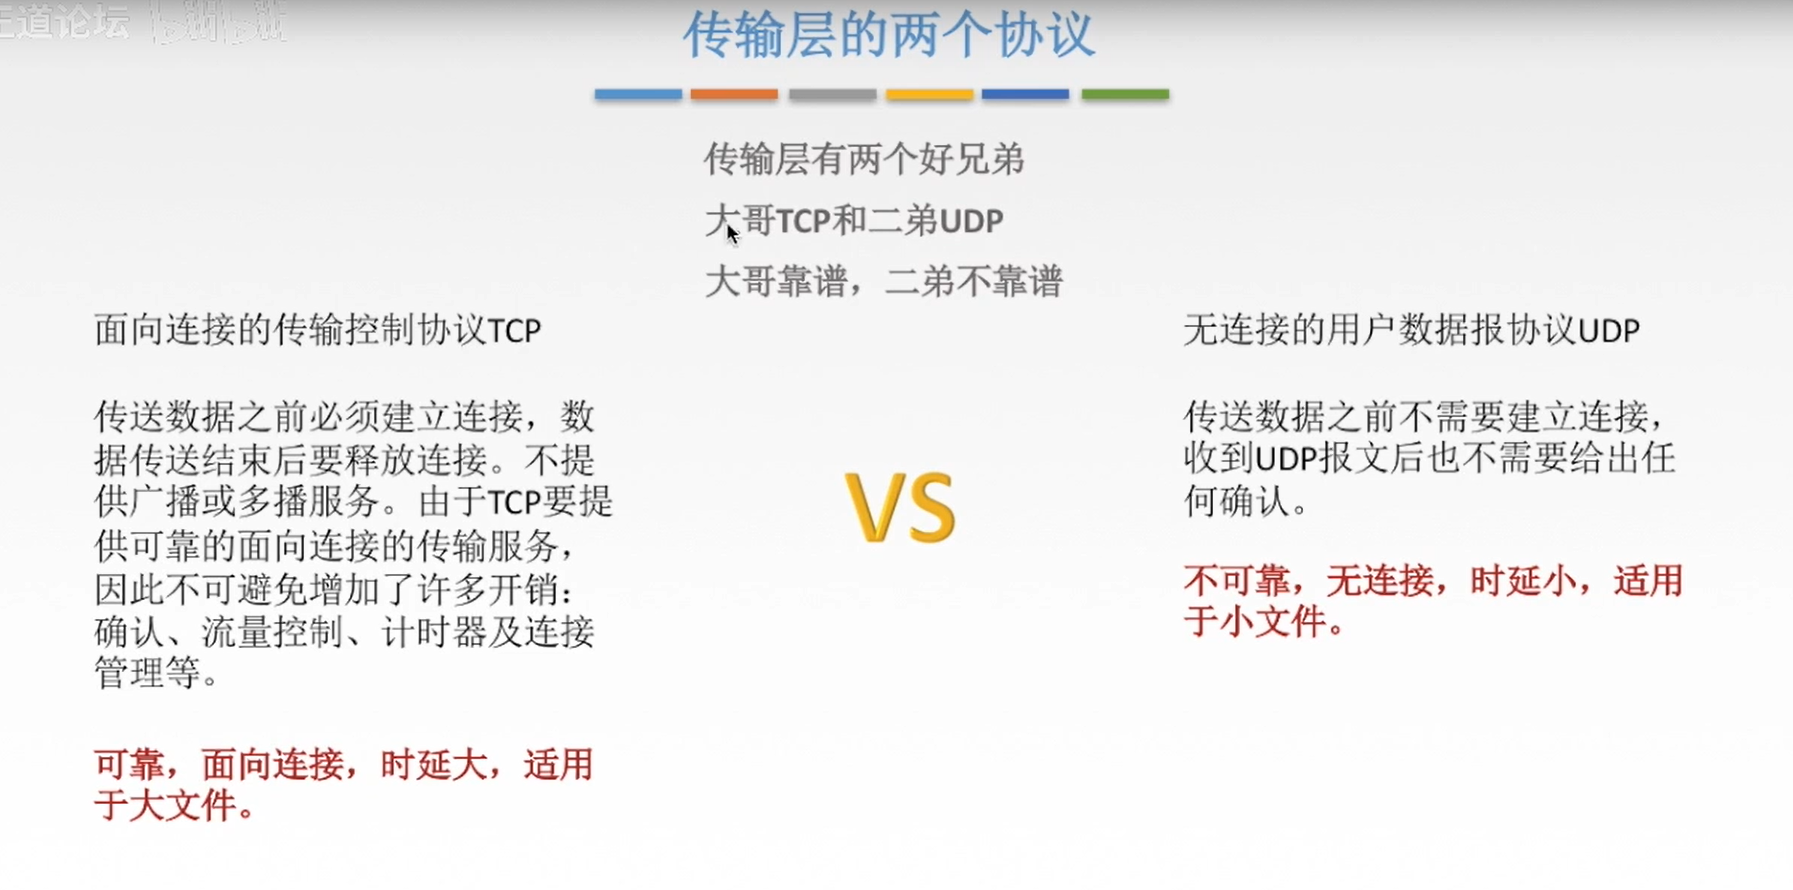 王道论坛 bilibili
传输层的两个协议
传输层有两个好兄弟
大哥TCP和二弟UDP
大哥靠谱，二弟不靠谱
面向连接的传输控制协议TCP
传送数据之前必须建立连接，数
据传送结束后要释放连接。不提
供广播或多播服务。由于TCP要提
供可靠的面向连接的传输服务，
因此不可避免增加了许多开销：
确认、流量控制、计时器及连接
管理等。
可靠，面向连接，时延大，适用
于大文件。
VS
无连接的用户数据报协议UDP
传送数据之前不需要建立连接，
收到UDP报文后也不需要给出任
何确认。
不可靠，无连接，时延小，适用
于小文件。